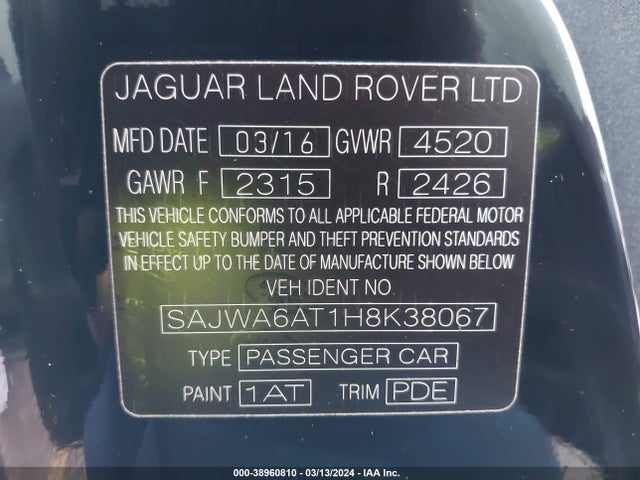 JAGUAR LAND ROVER LTD
MFD DATE 03/16 GVWR 4520
GAWR F 2315 R 2426
THIS VEHICLE CONFORMS TO ALL APPLICABLE FEDERAL MOTOR
VEHICLE SAFETY BUMPER AND THEFT PREVENTION STANDARDS
IN EFFECT UP TO THE DATE OF MANUFACTURE SHOWN BELOW
VEH IDENT NO.
SAJWA6AT1H8K38067
TYPE PASSENGER CAR
PAINT 1AT TRIM PDE
000-38960810 - 03/13/2024 - IAA Inc.